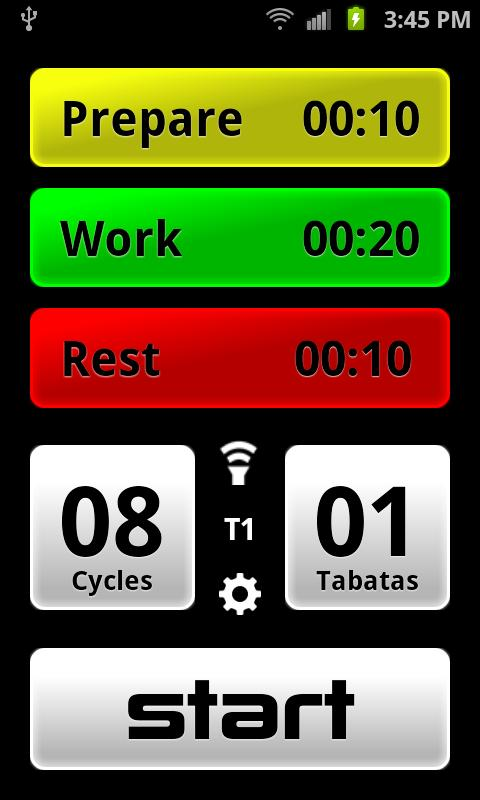 3:45 PM
Prepare 00:10
Work 00:20
Rest 00:10
08
Cycles
T1
01
Tabatas
start